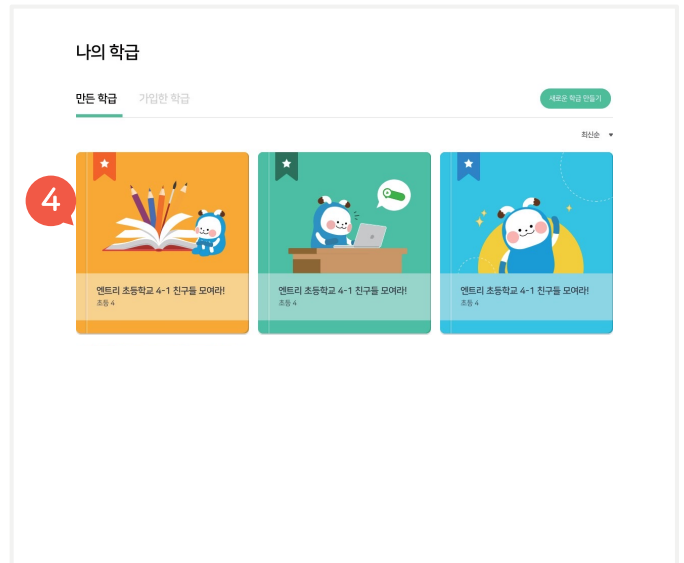 나의 학급
만든 학급 가입한 학급 새로운 학급 만들기
최신순
4
엔트리 초등학교 4-1 친구들 모여라!
초등 4
엔트리 초등학교 4-1 친구들 모여라!
초등 4
엔트리 초등학교 4-1 친구들 모여라!
초등 4